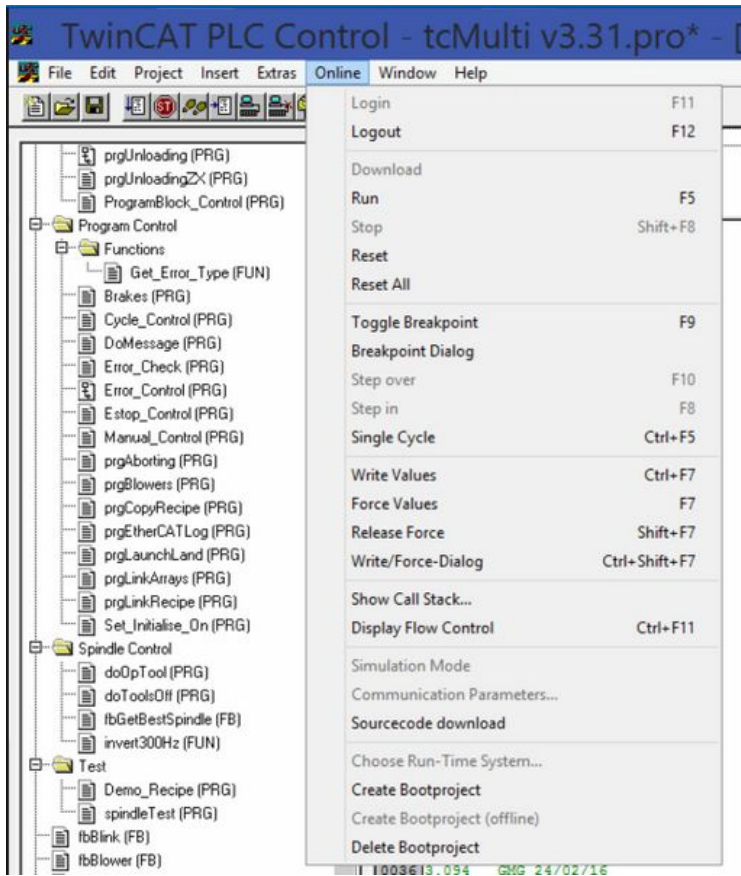 TwinCAT PLC Control - tcMulti v3.31.pro* - [
File Edit Project Insert Extras Online Window Help
prgUnloading (PRG)
prgUnloadingZX (PRG)
ProgramBlock_Control (PRG)
Program Control
Functions
Get_Error_Type (FUN)
Brakes (PRG)
Cycle_Control (PRG)
DoMessage (PRG)
Error_Check (PRG)
Error_Control (PRG)
Estop_Control (PRG)
Manual_Control (PRG)
prgAborting (PRG)
prgBlowers (PRG)
prgCopyRecipe (PRG)
prgEtherCATLog (PRG)
prgLaunchLand (PRG)
prgLinkArrays (PRG)
prgLinkRecipe (PRG)
Set_Initialise_On (PRG)
Spindle Control
doOpTool (PRG)
doToolsOff (PRG)
fbGetBestSpindle (FB)
invert300Hz (FUN)
Test
Demo_Recipe (PRG)
spindleTest (PRG)
fbBlink (FB)
fbBlower (FB)
Login F11
Logout F12
Download
Run F5
Stop Shift+F8
Reset
Reset All
Toggle Breakpoint F9
Breakpoint Dialog
Step over F10
Step in F8
Single Cycle Ctrl+F5
Write Values Ctrl+F7
Force Values F7
Release Force Shift+F7
Write/Force-Dialog Ctrl+Shift+F7
Show Call Stack...
Display Flow Control Ctrl+F11
Simulation Mode
Communication Parameters...
Sourcecode download
Choose Run-Time System...
Create Bootproject
Create Bootproject (offline)
Delete Bootproject
0036 3.094 GMG 24/02/16